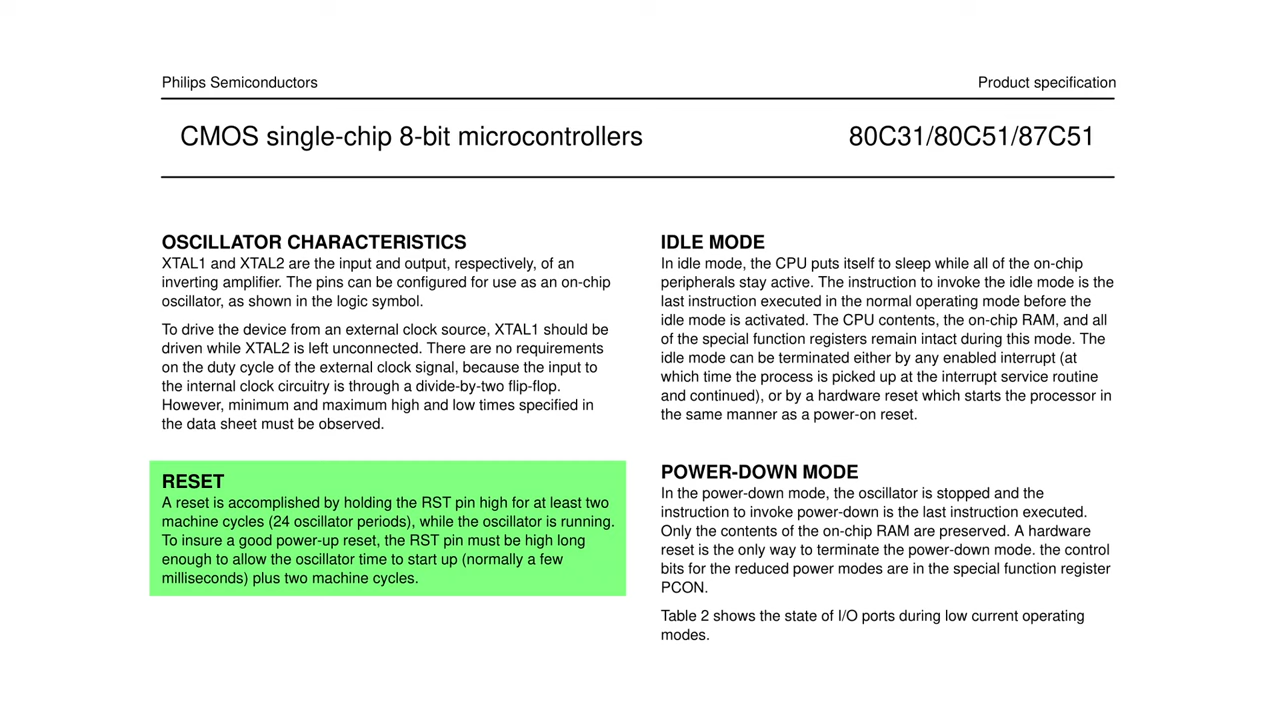 Philips Semiconductors
Product specification
CMOS single-chip 8-bit microcontrollers
80C31/80C51/87C51
OSCILLATOR CHARACTERISTICS
XTAL1 and XTAL2 are the input and output, respectively, of an
inverting amplifier. The pins can be configured for use as an on-chip
oscillator, as shown in the logic symbol.
To drive the device from an external clock source, XTAL1 should be
driven while XTAL2 is left unconnected. There are no requirements
on the duty cycle of the external clock signal, because the input to
the internal clock circuitry is through a divide-by-two flip-flop.
However, minimum and maximum high and low times specified in
the data sheet must be observed.
RESET
A reset is accomplished by holding the RST pin high for at least two
machine cycles (24 oscillator periods), while the oscillator is running.
To insure a good power-up reset, the RST pin must be high long
enough to allow the oscillator time to start up (normally a few
milliseconds) plus two machine cycles.
IDLE MODE
In idle mode, the CPU puts itself to sleep while all of the on-chip
peripherals stay active. The instruction to invoke the idle mode is the
last instruction executed in the normal operating mode before the
idle mode is activated. The CPU contents, the on-chip RAM, and all
of the special function registers remain intact during this mode. The
idle mode can be terminated either by any enabled interrupt (at
which time the process is picked up at the interrupt service routine
and continued), or by a hardware reset which starts the processor in
the same manner as a power-on reset.
POWER-DOWN MODE
In the power-down mode, the oscillator is stopped and the
instruction to invoke power-down is the last instruction executed.
Only the contents of the on-chip RAM are preserved. A hardware
reset is the only way to terminate the power-down mode. the control
bits for the reduced power modes are in the special function register
PCON.
Table 2 shows the state of I/O ports during low current operating
modes.